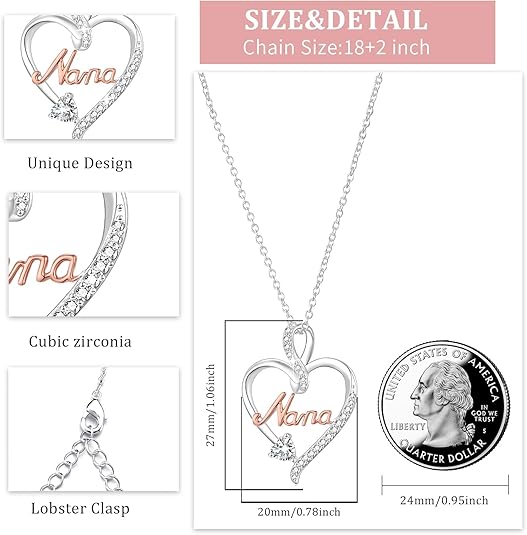 SIZE&DETAIL
Chain Size:18+2 inch
Nana
Unique Design
na
Cubic zirconia
Lobster Clasp
27mm/1.06inch
Nana
20mm/0.78inch
UNITED STATES OF AMERICA
LIBERTY
IN
GOD WE
TRUST
S
QUARTER DOLLAR
24mm/0.95inch